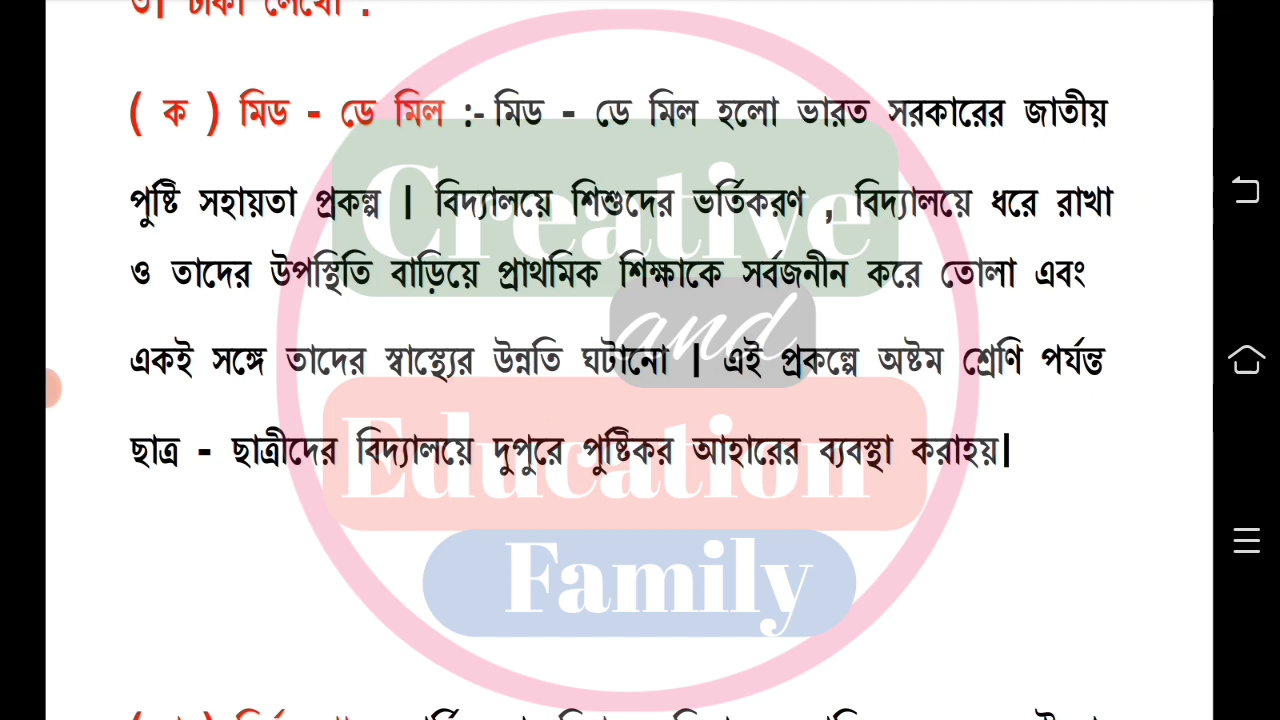 ৩। টীকা লেখো :
( ক ) মিড - ডে মিল :- মিড - ডে মিল হলো ভারত সরকারের জাতীয়
পুষ্টি সহায়তা প্রকল্প | বিদ্যালয়ে শিশুদের ভর্তিকরণ , বিদ্যালয়ে ধরে রাখা
ও তাদের উপস্থিতি বাড়িয়ে প্রাথমিক শিক্ষাকে সর্বজনীন করে তোলা এবং
একই সঙ্গে তাদের স্বাস্থ্যের উন্নতি ঘটানো | এই প্রকল্পে অষ্টম শ্রেণি পর্যন্ত
ছাত্র - ছাত্রীদের বিদ্যালয়ে দুপুরে পুষ্টিকর আহারের ব্যবস্থা করাহয়|
Creative
and
Education
Family